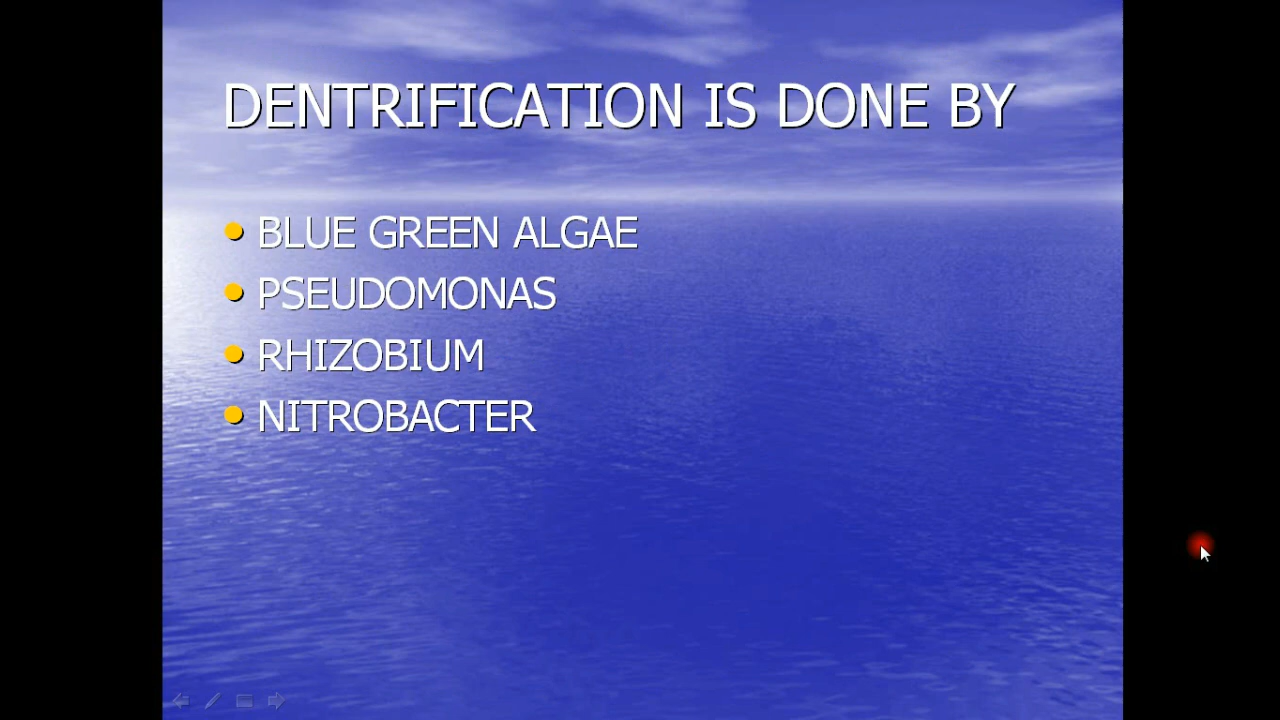 DENTRIFICATION IS DONE BY
BLUE GREEN ALGAE
PSEUDOMONAS
RHIZOBIUM
NITROBACTER